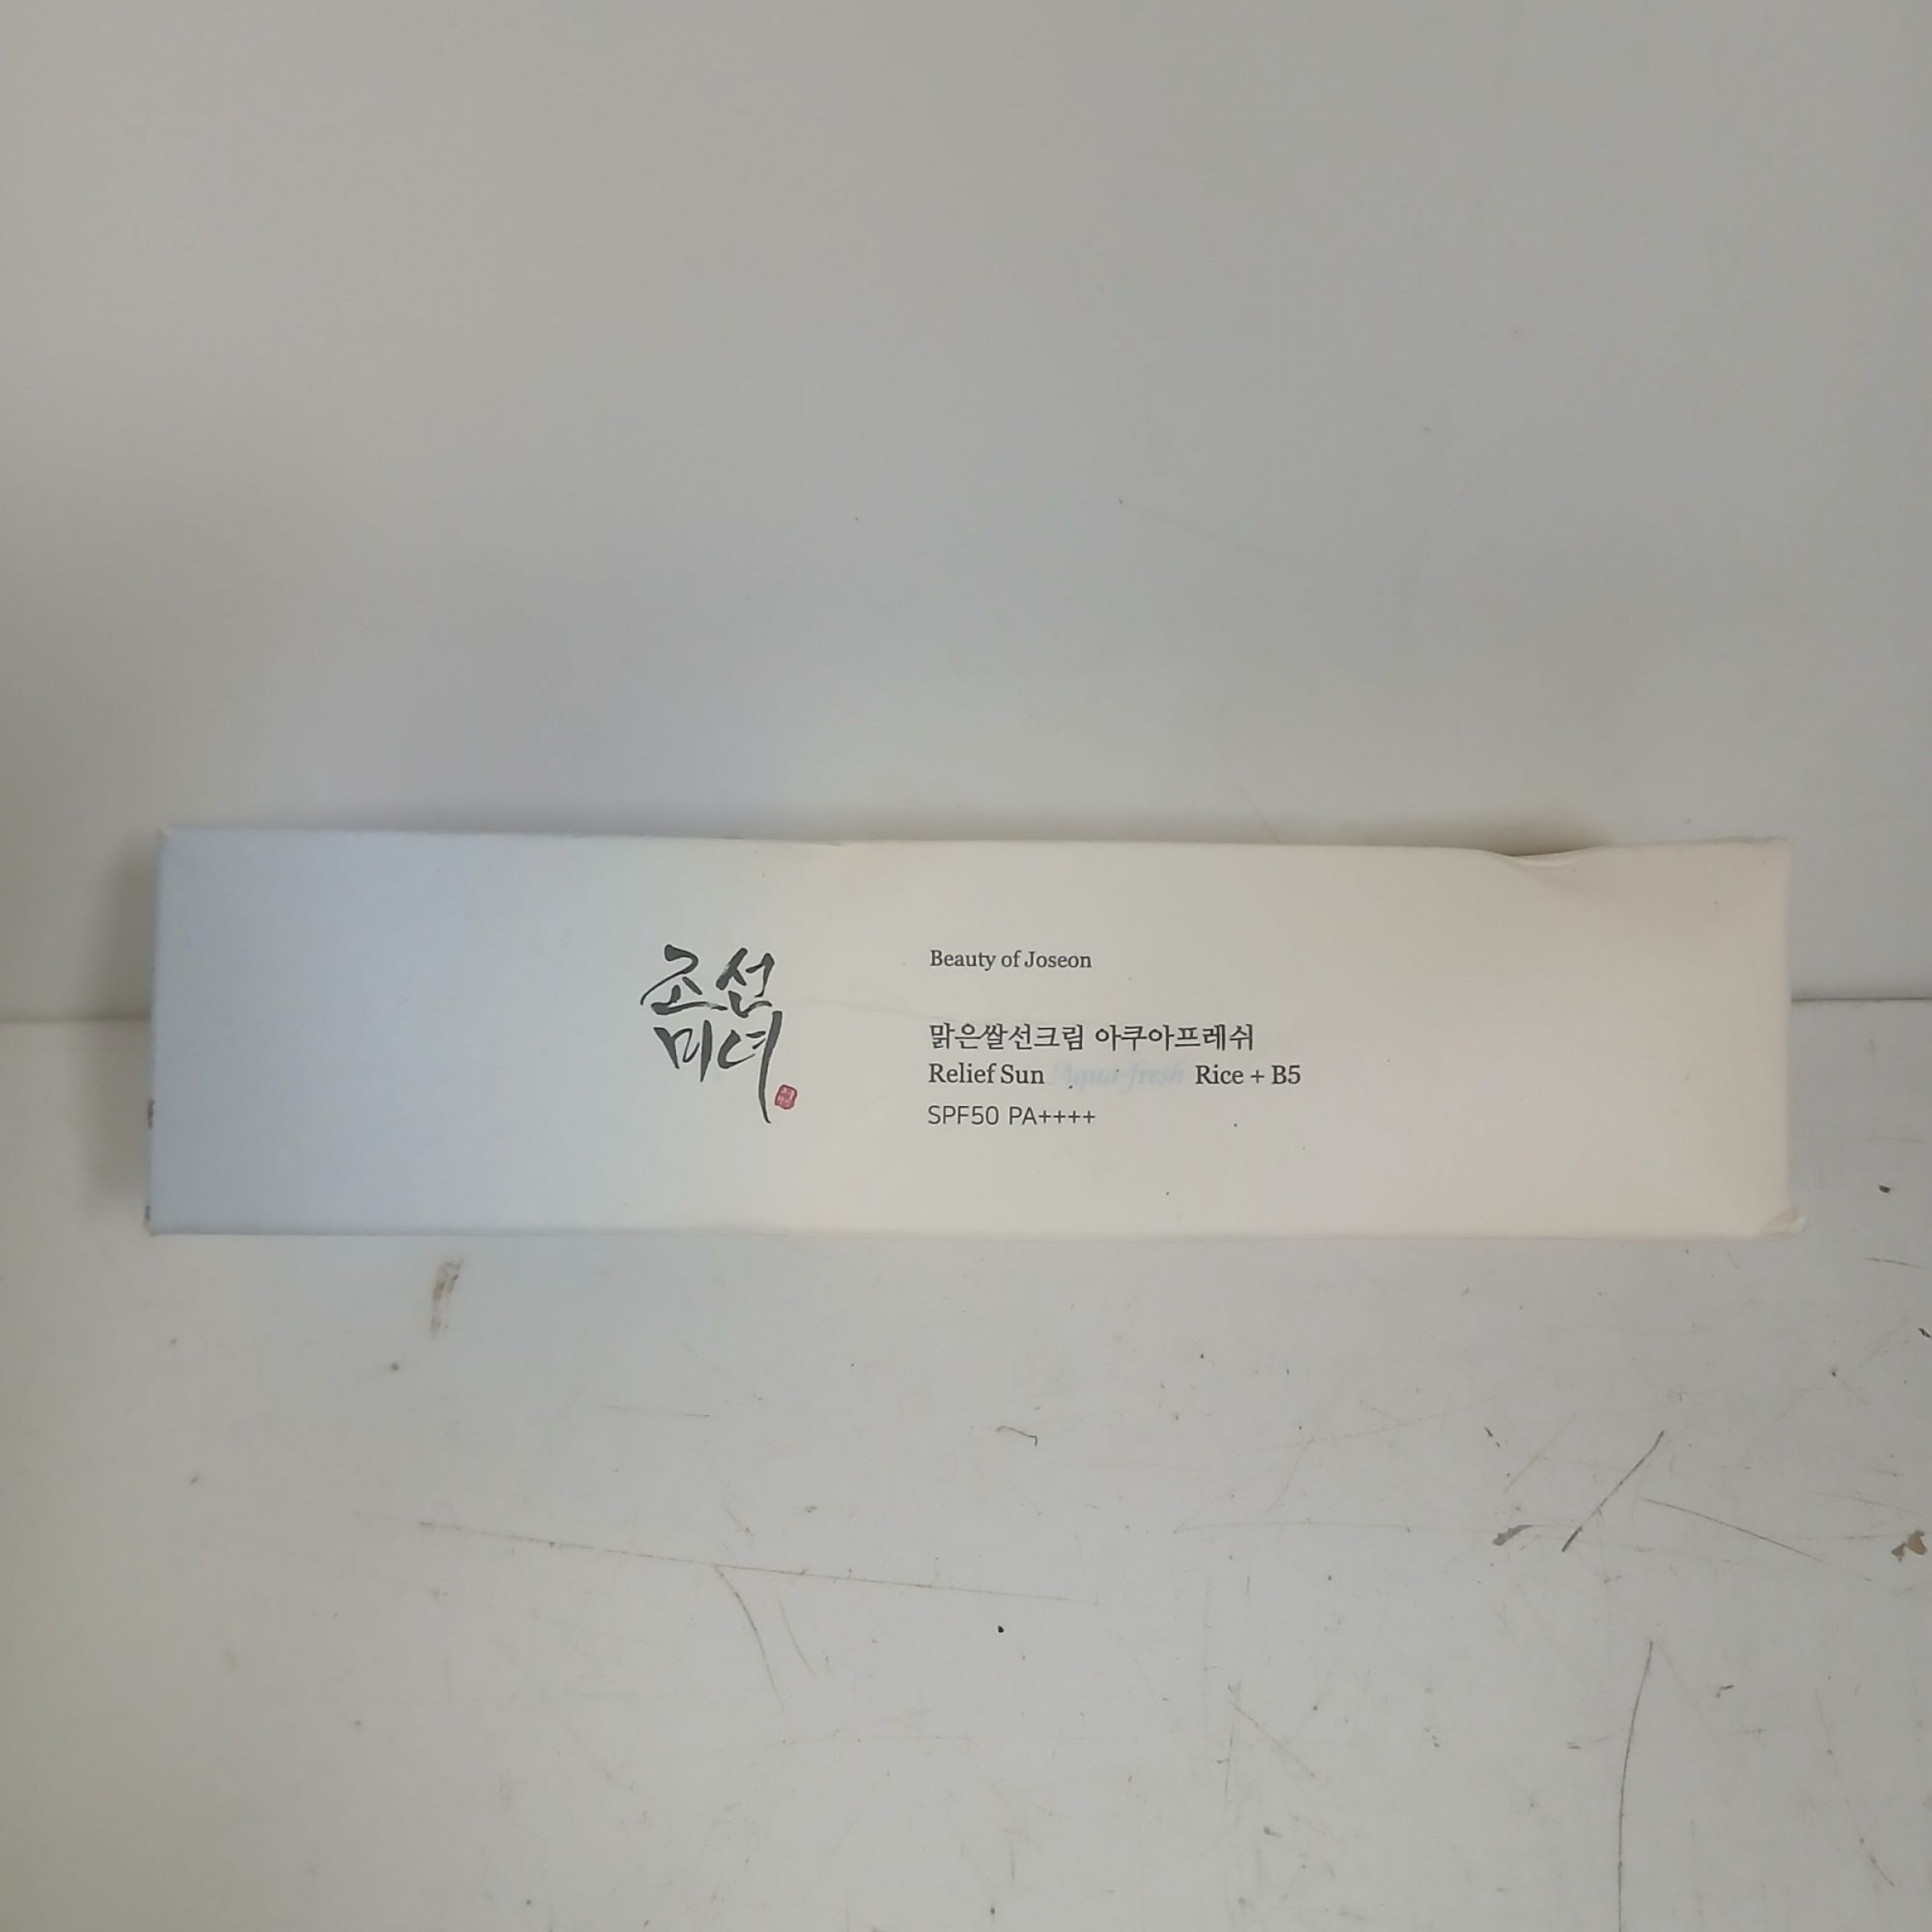 조선
미녀
Beauty of Joseon
맑은쌀선크림 아쿠아프레쉬
Relief Sun Aqua-fresh Rice + B5
SPF50 PA++++